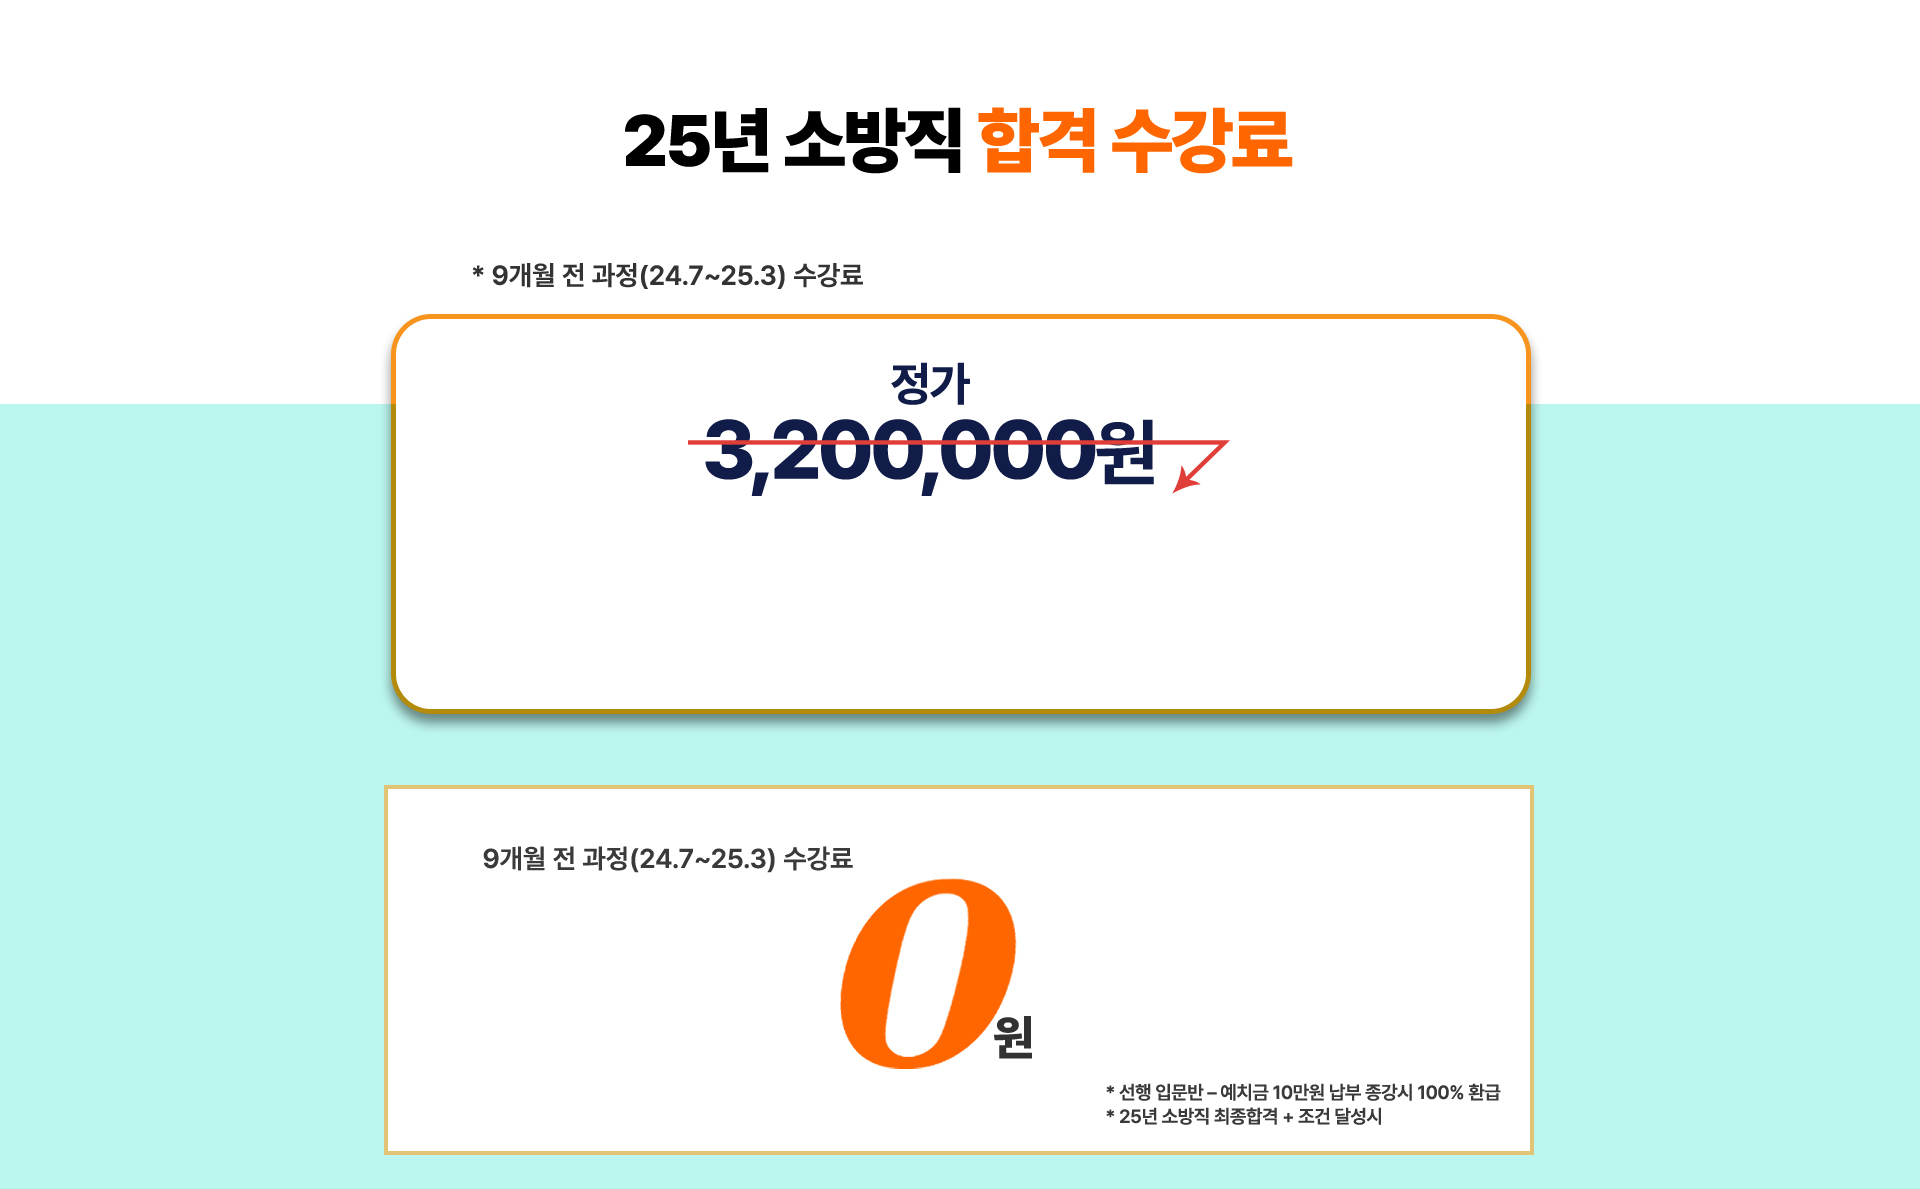 25년 소방직 합격 수강료
* 9개월 전 과정(24.7~25.3) 수강료
정가
3,200,000원
9개월 전 과정(24.7~25.3) 수강료
0원
* 선행 입문반 – 예치금 10만원 납부 종강시 100% 환급
* 25년 소방직 최종합격 + 조건 달성시